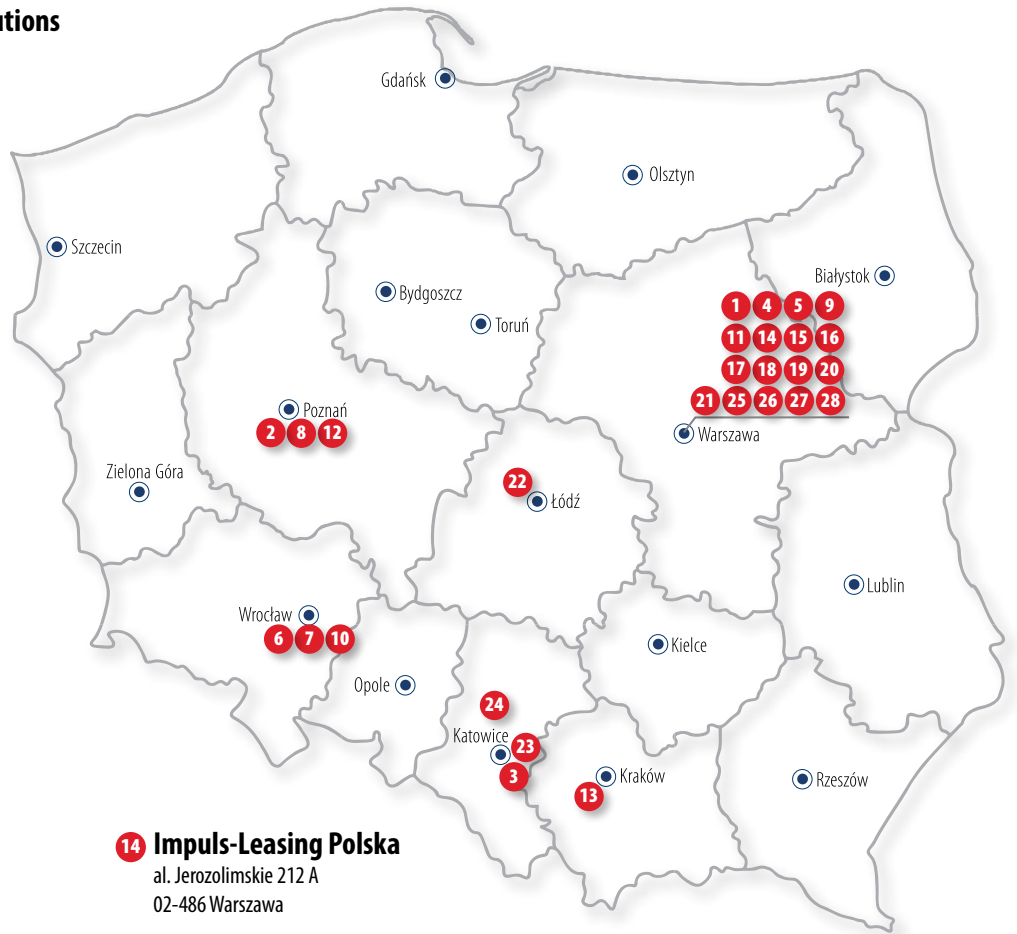 utions
Gdańsk
Olsztyn
Szczecin
Białystok
Bydgoszcz
1 4 5 9
Toruń
11 14 15 16
17 18 19 20
21 25 26 27 28
Poznań
2 8 12
Warszawa
Zielona Góra
22
Łódź
Lublin
Wrocław
6 7 10
Kielce
Opole
24
Katowice
23
3
Kraków
13
Rzeszów
14 Impuls-Leasing Polska
al. Jerozolimskie 212 A
02-486 Warszawa